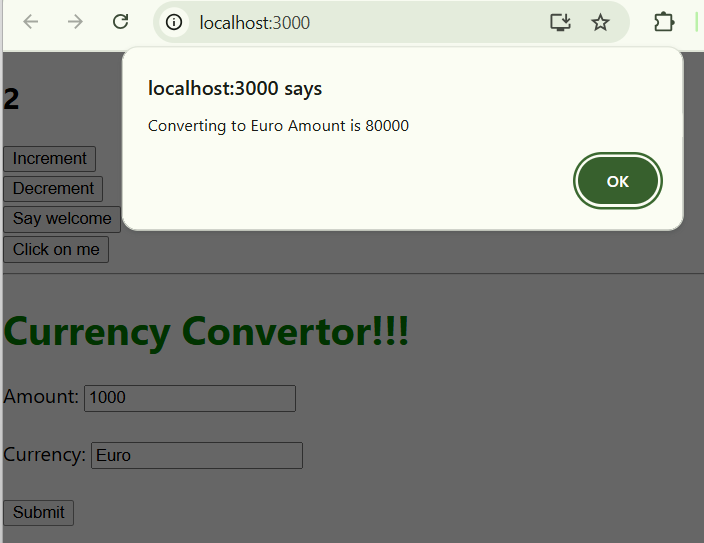 localhost:3000
localhost:3000 says
Converting to Euro Amount is 80000
OK
2
Increment
Decrement
Say welcome
Click on me
Currency Convertor!!!
Amount: 1000
Currency: Euro
Submit